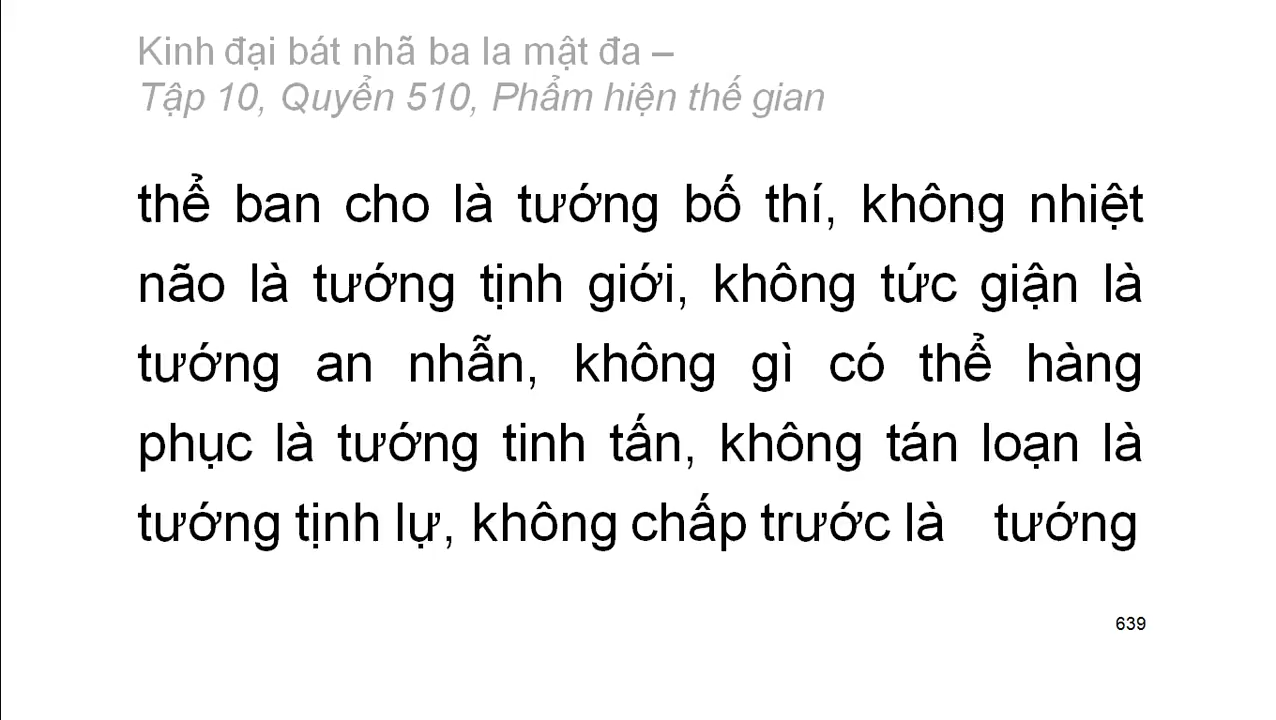 Kinh đại bát nhã ba la mật đa –
Tập 10, Quyển 510, Phẩm hiện thế gian
thể ban cho là tướng bố thí, không nhiệt
não là tướng tịnh giới, không tức giận là
tướng an nhẫn, không gì có thể hàng
phục là tướng tinh tấn, không tán loạn là
tướng tịnh lự, không chấp trước là tướng
639